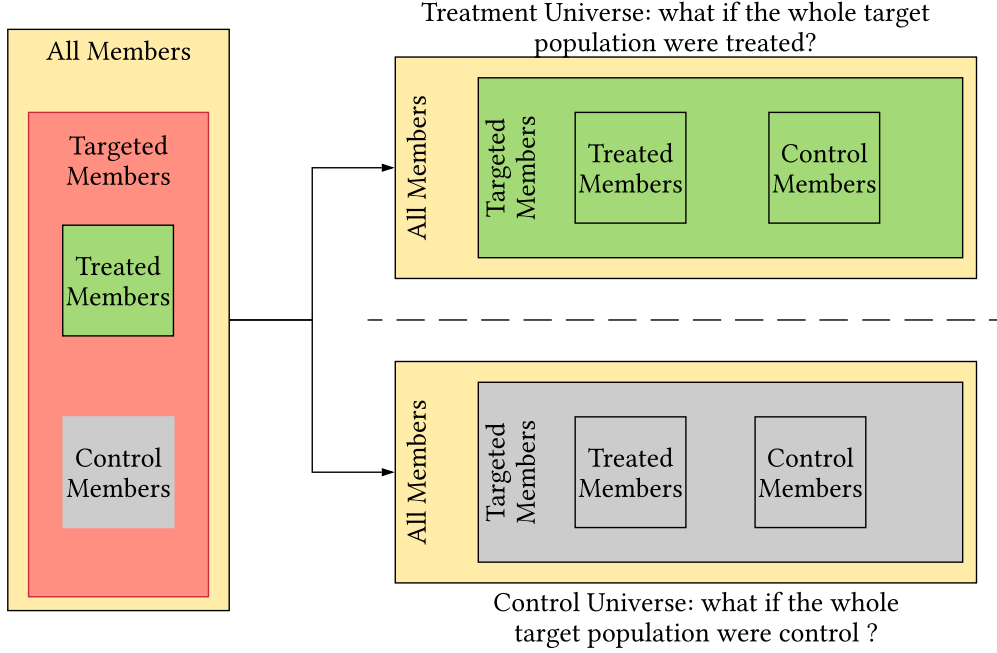 All Members
Targeted
Members
Treated
Members
Control
Members
Treatment Universe: what if the whole target
population were treated?
All Members
Targeted
Members
Treated
Members
Control
Members
All Members
Targeted
Members
Treated
Members
Control
Members
Control Universe: what if the whole
target population were control ?